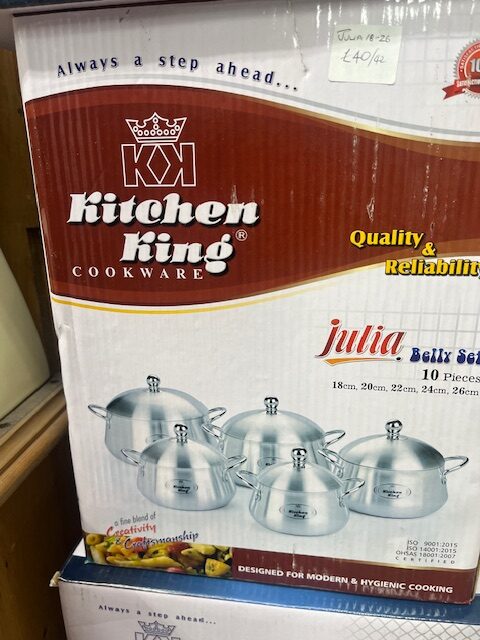 JULIA 18-26
£40/42
Always a step ahead...
10
KK
Kitchen
King®
COOKWARE
Quality
&
Reliability
Julia
Belly Set
10 Pieces
18cm, 20cm, 22cm, 24cm, 26cm
Kitchen
King
a fine blend of
Creativity
& Craftsmanship
ISO 9001:2015
ISO 14001:2015
OHSAS 18001:2007
CERTIFIED
DESIGNED FOR MODERN & HYGIENIC COOKING
Always a step ahead...